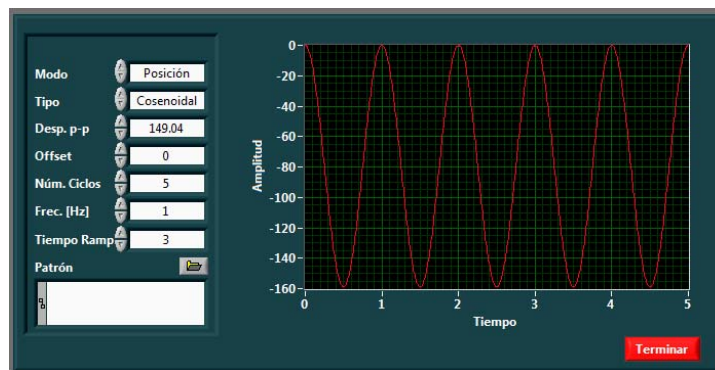 Modo Posición
Tipo Cosenoidal
Desp. p-p 149.04
Offset 0
Núm. Ciclos 5
Frec. [Hz] 1
Tiempo Ramp 3
Patrón
Amplitud
0
-20
-40
-60
-80
-100
-120
-140
-160
0 1 2 3 4 5
Tiempo
Terminar